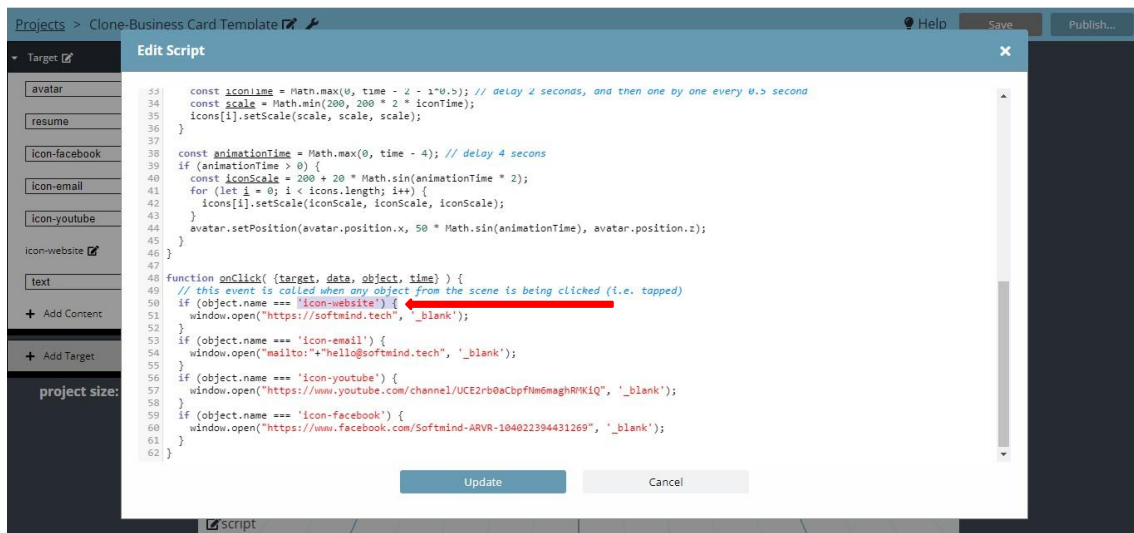 Projects > Clone-Business Card Template
Help
Save
Publish...
Target
Edit Script
avatar
resume
icon-facebook
icon-email
icon-youtube
icon-website
text
+ Add Content
+ Add Target
project size:
33 const iconTime = Math.max(0, time - 2 - i*0.5); // delay 2 seconds, and then one by one every 0.5 second
34 const scale = Math.min(200, 200 * 2 * iconTime);
35 icons[i].setScale(scale, scale, scale);
36 }
37
38 const animationTime = Math.max(0, time - 4); // delay 4 secons
39 if (animationTime > 0) {
40 const iconScale = 200 + 20 * Math.sin(animationTime * 2);
41 for (let i = 0; i < icons.length; i++) {
42 icons[i].setScale(iconScale, iconScale, iconScale);
43 }
44 avatar.setPosition(avatar.position.x, 50 * Math.sin(animationTime), avatar.position.z);
45 }
46 }
47
48 function onClick( {target, data, object, time} ) {
49 // this event is called when any object from the scene is being clicked (i.e. tapped)
50 if (object.name === 'icon-website') {
51 window.open("https://softmind.tech", '_blank');
52 }
53 if (object.name === 'icon-email') {
54 window.open("mailto:"+"hello@softmind.tech", '_blank');
55 }
56 if (object.name === 'icon-youtube') {
57 window.open("https://www.youtube.com/channel/UCE2rb0aCbpfNm6maghRMKiQ", '_blank');
58 }
59 if (object.name === 'icon-facebook') {
60 window.open("https://www.facebook.com/Softmind-ARVR-104022394431269", '_blank');
61 }
62 }
Update
Cancel
script